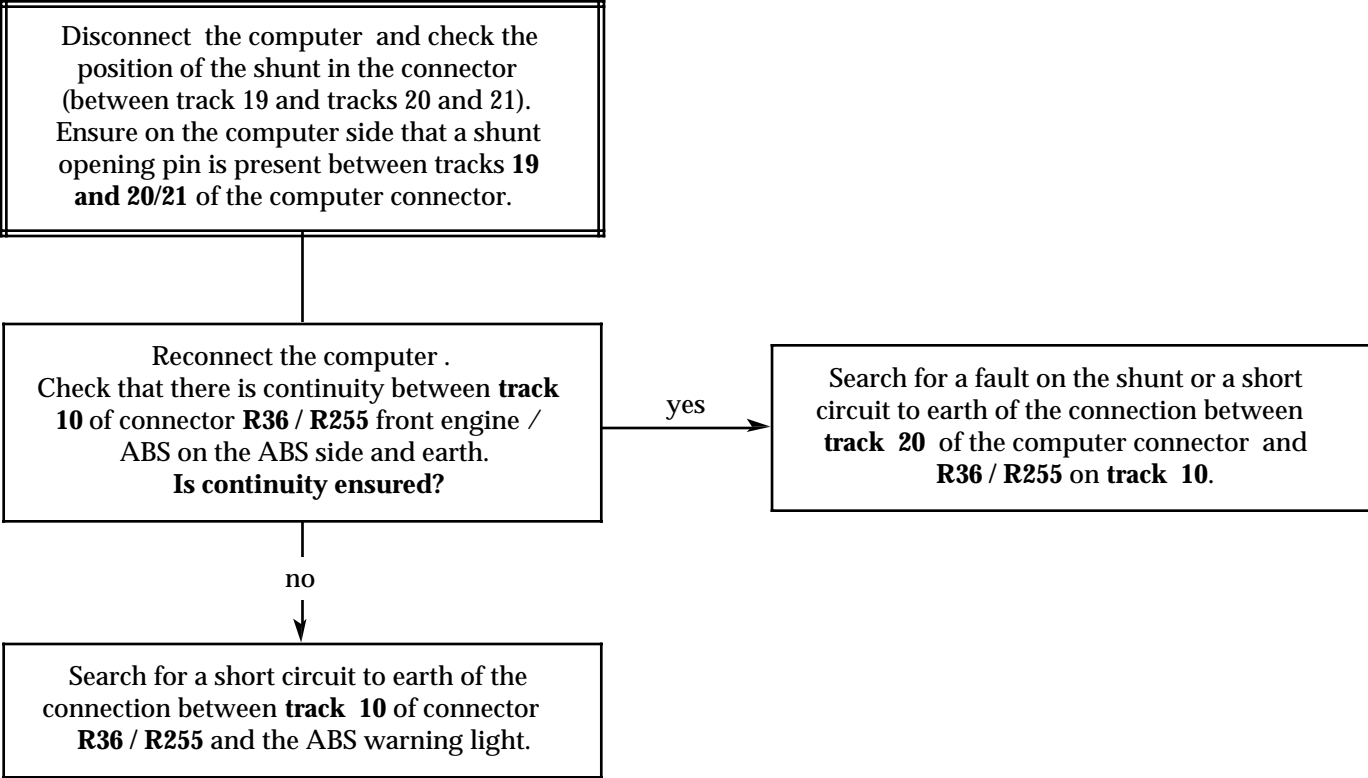 Disconnect the computer and check the
position of the shunt in the connector
(between track 19 and tracks 20 and 21).
Ensure on the computer side that a shunt
opening pin is present between tracks 19
and 20/21 of the computer connector.
Reconnect the computer .
Check that there is continuity between track
10 of connector R36 / R255 front engine /
ABS on the ABS side and earth.
Is continuity ensured?
yes
Search for a fault on the shunt or a short
circuit to earth of the connection between
track 20 of the computer connector and
R36 / R255 on track 10.
no
Search for a short circuit to earth of the
connection between track 10 of connector
R36 / R255 and the ABS warning light.